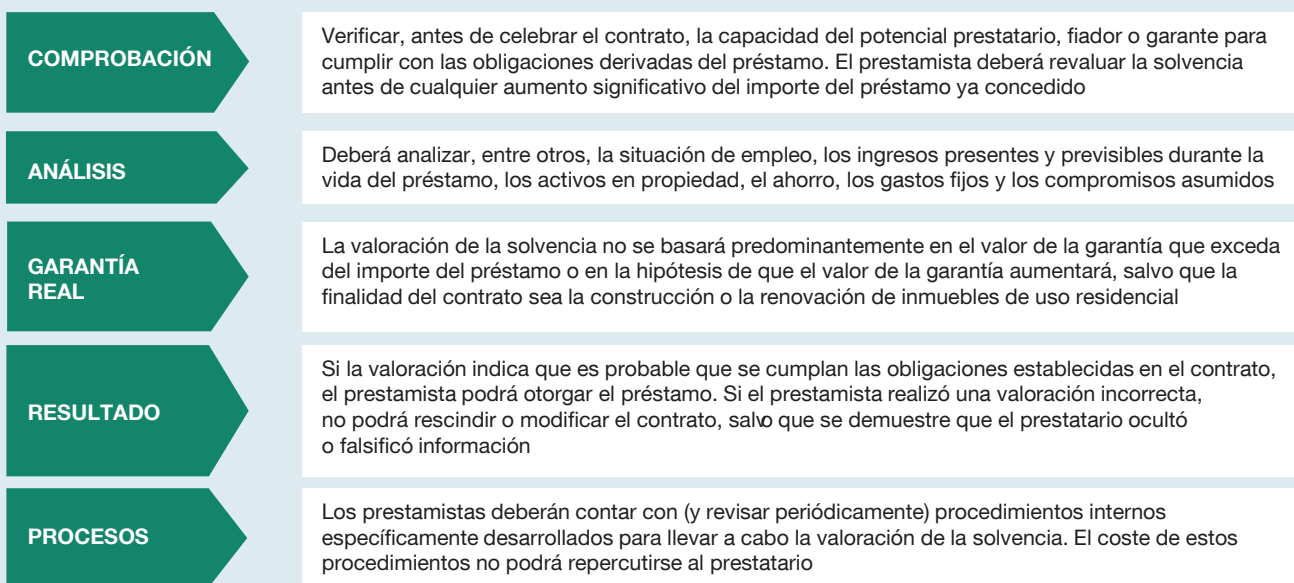 COMPROBACIÓN
Verificar, antes de celebrar el contrato, la capacidad del potencial prestatario, fiador o garante para
cumplir con las obligaciones derivadas del préstamo. El prestamista deberá revaluar la solvencia
antes de cualquier aumento significativo del importe del préstamo ya concedido
ANÁLISIS
Deberá analizar, entre otros, la situación de empleo, los ingresos presentes y previsibles durante la
vida del préstamo, los activos en propiedad, el ahorro, los gastos fijos y los compromisos asumidos
GARANTÍA
REAL
La valoración de la solvencia no se basará predominantemente en el valor de la garantía que exceda
del importe del préstamo o en la hipótesis de que el valor de la garantía aumentará, salvo que la
finalidad del contrato sea la construcción o la renovación de inmuebles de uso residencial
RESULTADO
Si la valoración indica que es probable que se cumplan las obligaciones establecidas en el contrato,
el prestamista podrá otorgar el préstamo. Si el prestamista realizó una valoración incorrecta,
no podrá rescindir o modificar el contrato, salvo que se demuestre que el prestatario ocultó
o falsificó información
PROCESOS
Los prestamistas deberán contar con (y revisar periódicamente) procedimientos internos
específicamente desarrollados para llevar a cabo la valoración de la solvencia. El coste de estos
procedimientos no podrá repercutirse al prestatario